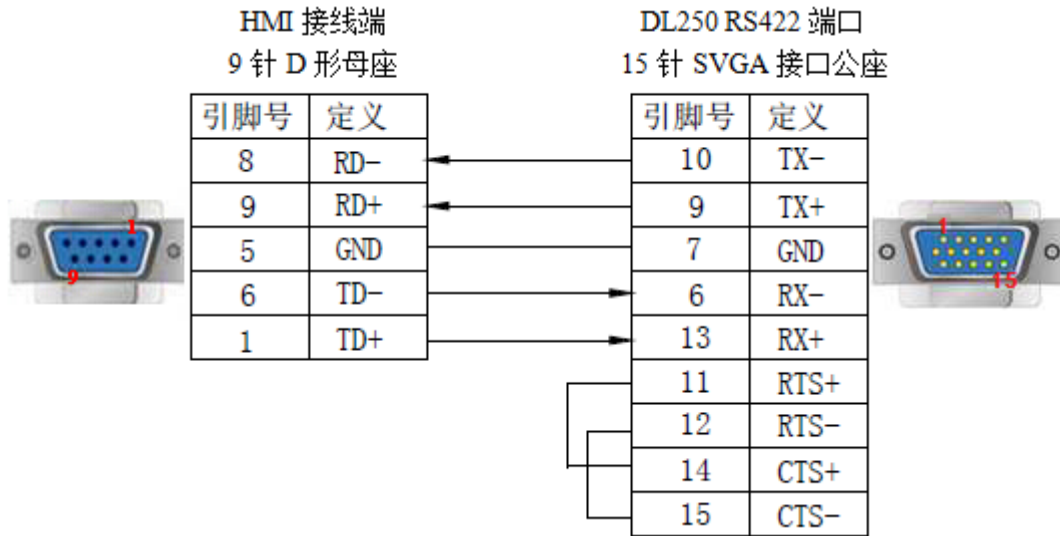 HMI 接线端 DL250 RS422 端口
9 针 D 形母座 15 针 SVGA 接口公座
引脚号 定义 引脚号 定义
8 RD- 10 TX-
9 RD+ 9 TX+
1 1
5 GND 7 GND
9 15
6 TD- 6 RX-
1 TD+ 13 RX+
11 RTS+
12 RTS-
14 CTS+
15 CTS-